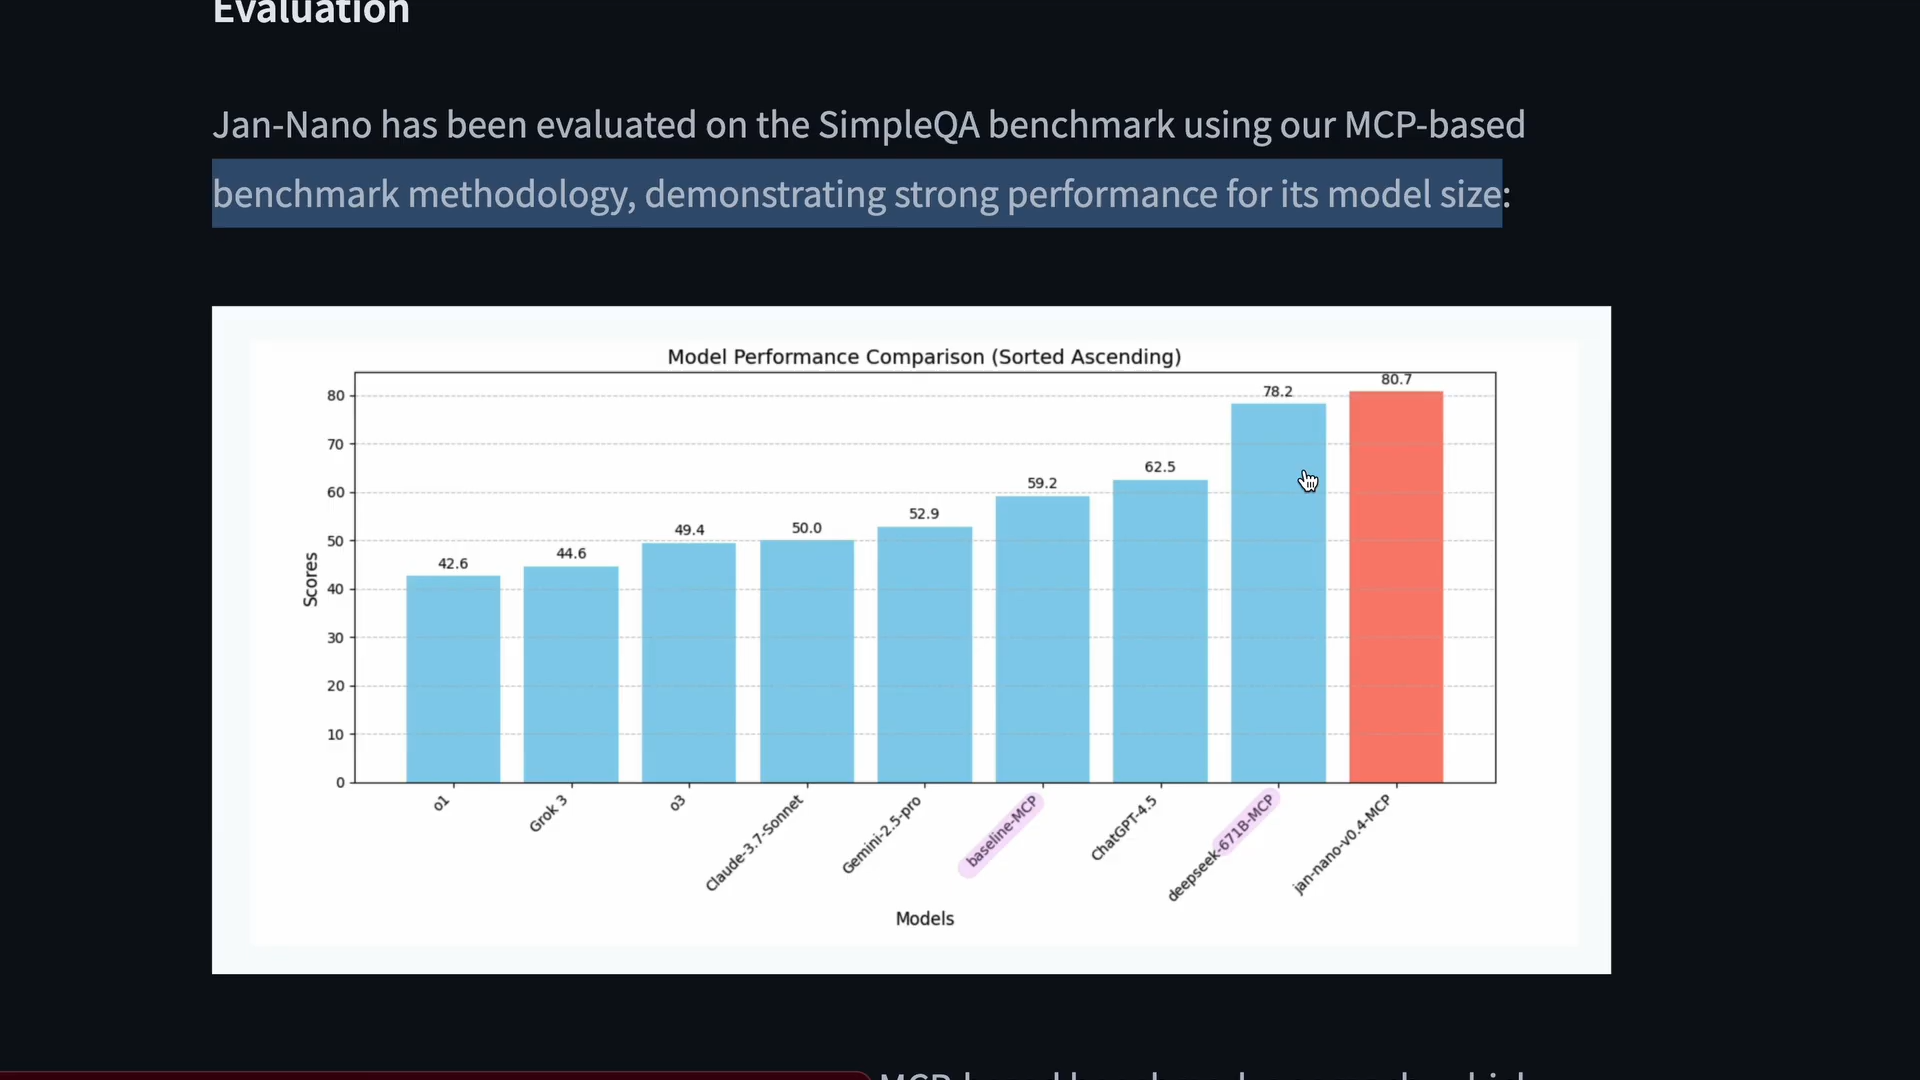 Evaluation
Jan-Nano has been evaluated on the SimpleQA benchmark using our MCP-based
benchmark methodology, demonstrating strong performance for its model size:
Model Performance Comparison (Sorted Ascending)
80
70
60
50
40
30
20
10
0
Scores
42.6
44.6
49.4
50.0
52.9
59.2
62.5
78.2
80.7
o1
Grok 3
o3
Claude-3.7-Sonnet
Gemini-2.5-pro
baseline-MCP
ChatGPT-4.5
deepseek-671B-MCP
jan-nano-v0.4-MCP
Models